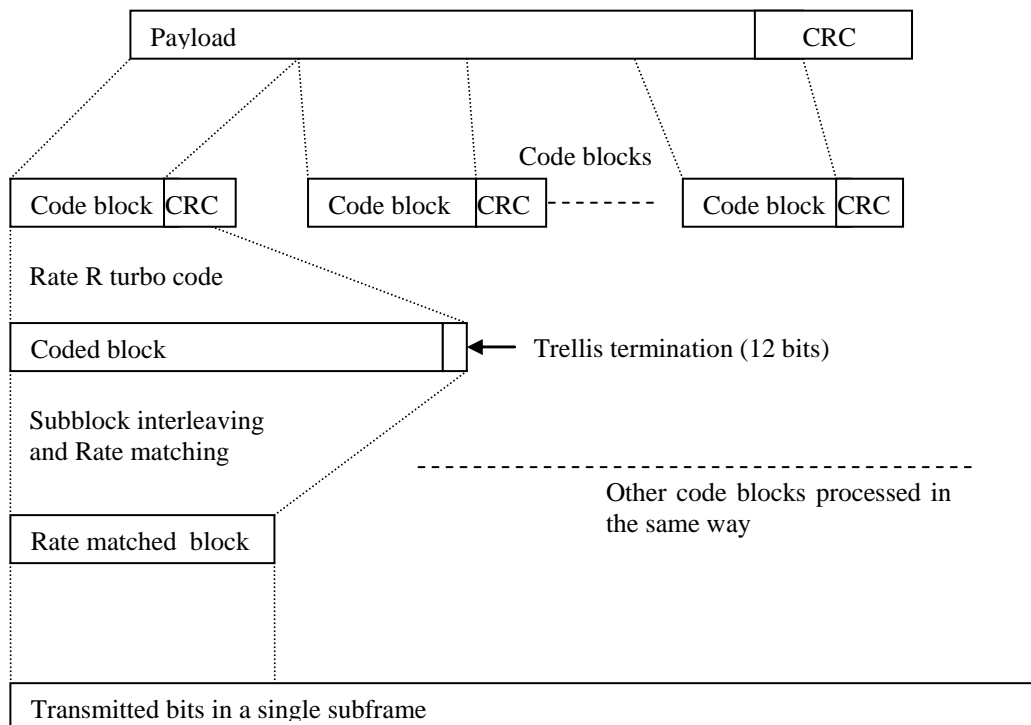 Payload CRC
Code blocks
Code block CRC Code block CRC Code block CRC
Rate R turbo code
Coded block
Trellis termination (12 bits)
Subblock interleaving
and Rate matching
Other code blocks processed in
the same way
Rate matched block
Transmitted bits in a single subframe